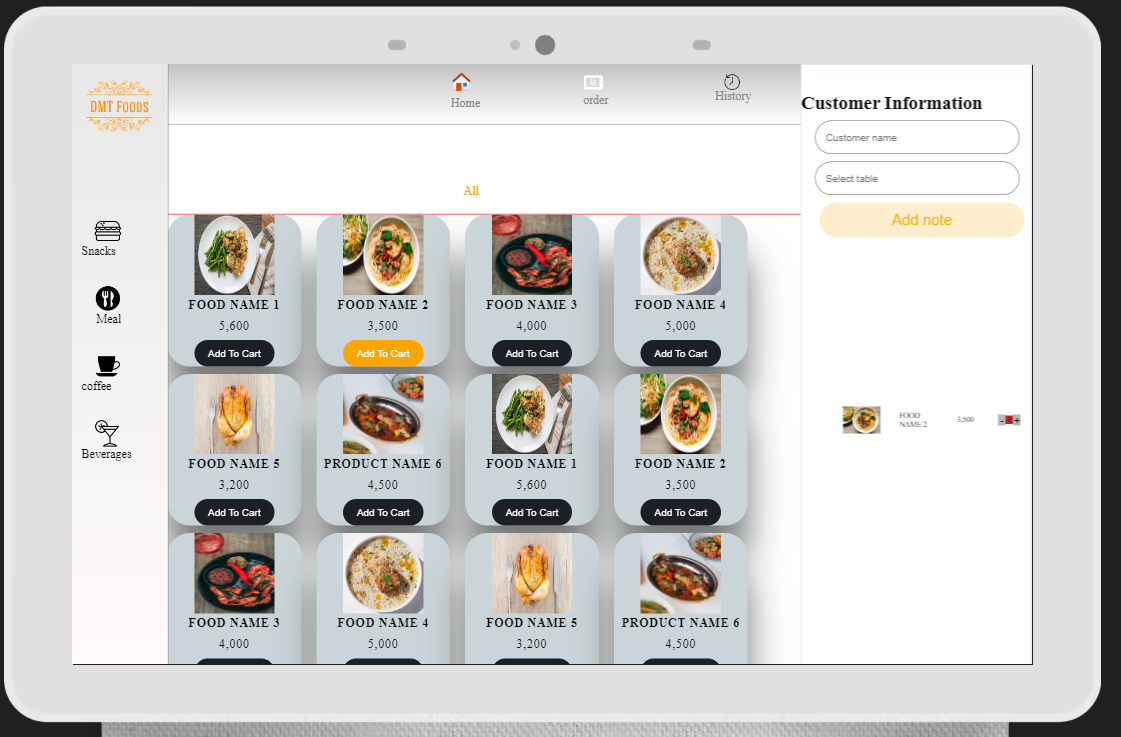 DMT FOODS
Home
order
History
Customer Information
Customer name
Select table
Add note
All
Snacks
Meal
coffee
Beverages
FOOD NAME 1
5,600
Add To Cart
FOOD NAME 2
3,500
Add To Cart
FOOD NAME 3
4,000
Add To Cart
FOOD NAME 4
5,000
Add To Cart
FOOD NAME 5
3,200
Add To Cart
PRODUCT NAME 6
4,500
Add To Cart
FOOD NAME 1
5,600
Add To Cart
FOOD NAME 2
3,500
Add To Cart
FOOD NAME 3
4,000
FOOD NAME 4
5,000
FOOD NAME 5
3,200
PRODUCT NAME 6
4,500
FOOD
NAME 2
3,500
- +